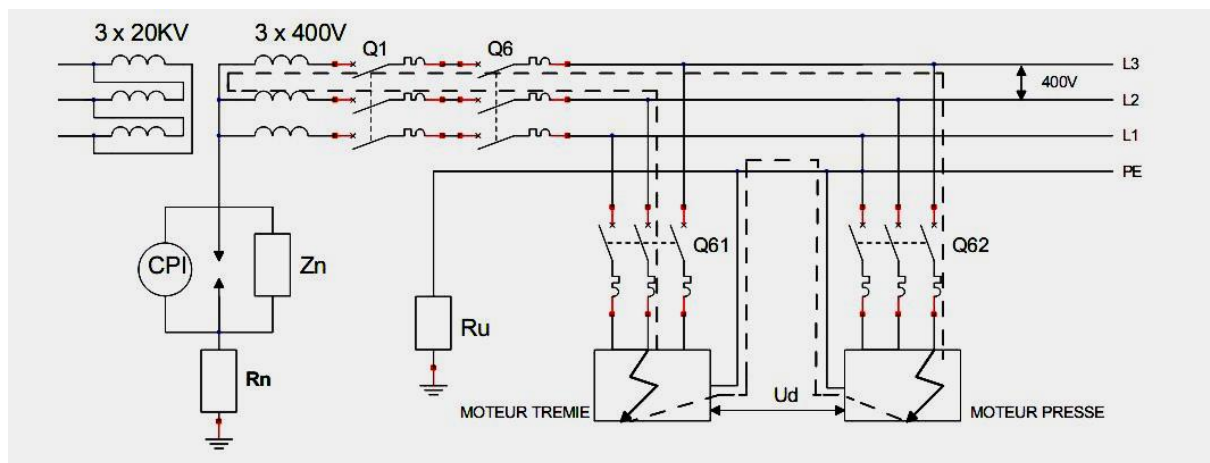 3 x 20KV
3 x 400V
Q1
Q6
L3
400V
L2
L1
PE
CPI
Zn
Q61
Q62
Ru
Rn
MOTEUR TREMIE
Ud
MOTEUR PRESSE